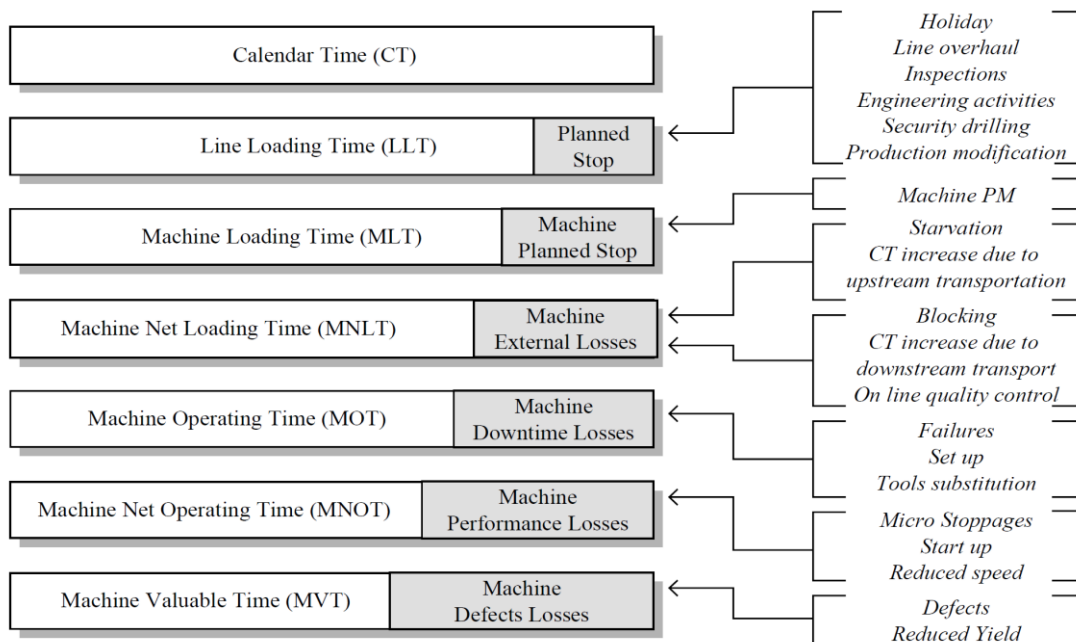 Calendar Time (CT)
Line Loading Time (LLT)
Planned
Stop
Machine Loading Time (MLT)
Machine
Planned Stop
Machine Net Loading Time (MNLT)
Machine
External Losses
Machine Operating Time (MOT)
Machine
Downtime Losses
Machine Net Operating Time (MNOT)
Machine
Performance Losses
Machine Valuable Time (MVT)
Machine
Defects Losses
Holiday
Line overhaul
Inspections
Engineering activities
Security drilling
Production modification
Machine PM
Starvation
CT increase due to
upstream transportation
Blocking
CT increase due to
downstream transport
On line quality control
Failures
Set up
Tools substitution
Micro Stoppages
Start up
Reduced speed
Defects
Reduced Yield